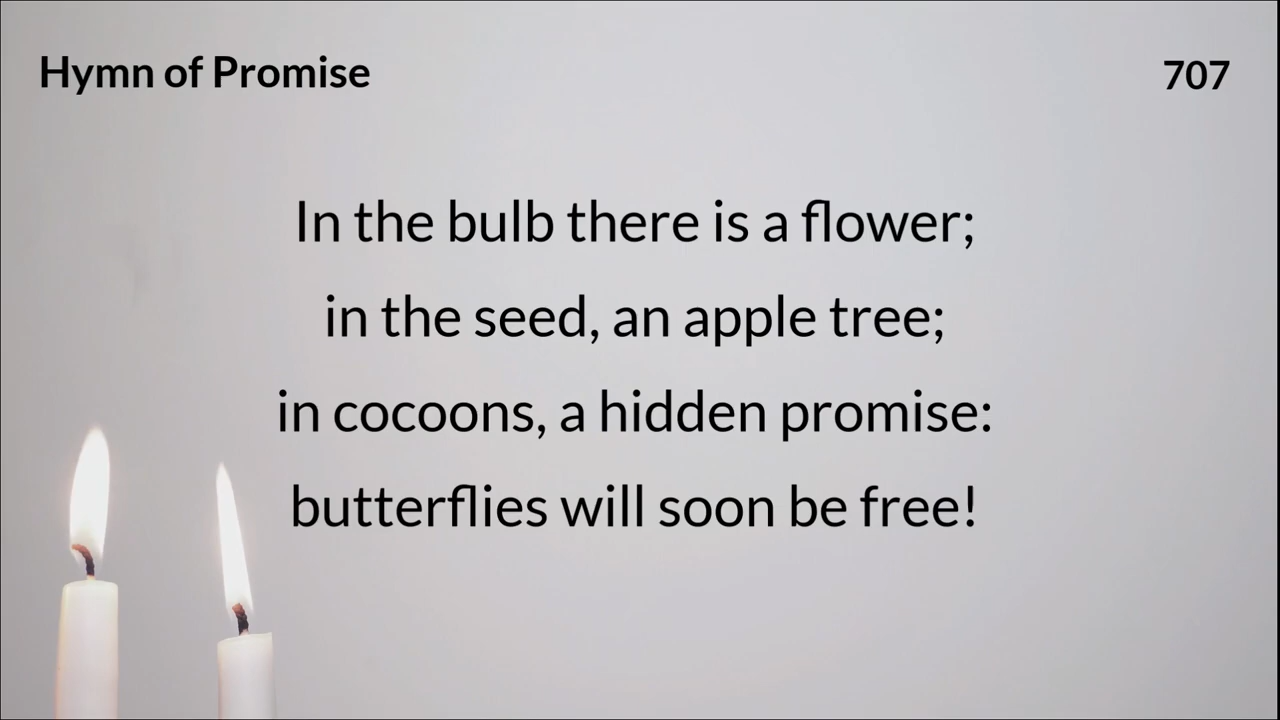 Hymn of Promise
707
In the bulb there is a flower;
in the seed, an apple tree;
in cocoons, a hidden promise:
butterflies will soon be free!